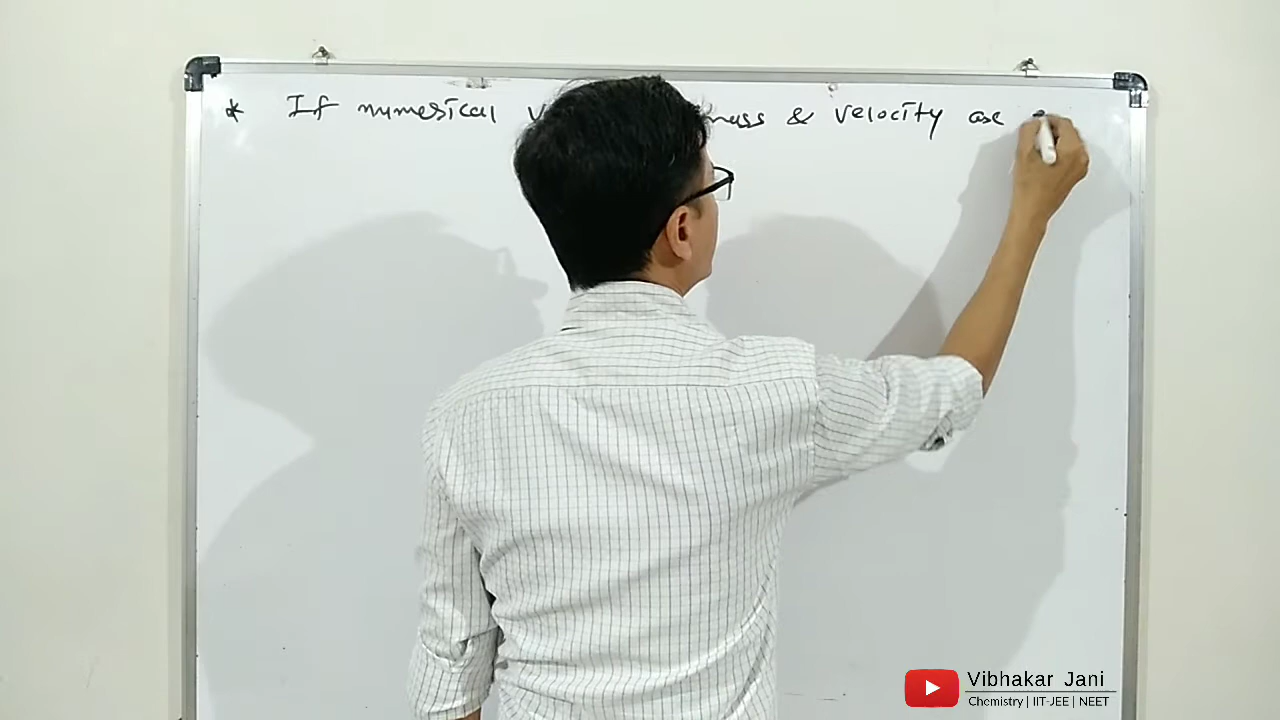 * If numerical mass & velocity are
Vibhakar Jani
Chemistry | IIT-JEE | NEET